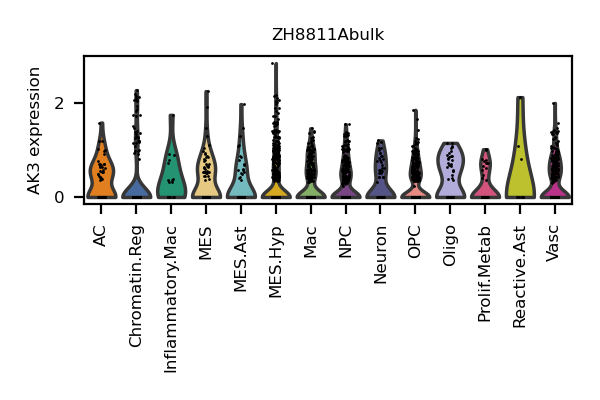 ZH8811Abulk
AK3 expression
2
0
AC
Chromatin.Reg
Inflammatory.Mac
MES
MES.Ast
MES.Hyp
Mac
NPC
Neuron
OPC
Oligo
Prolif.Metab
Reactive.Ast
Vasc